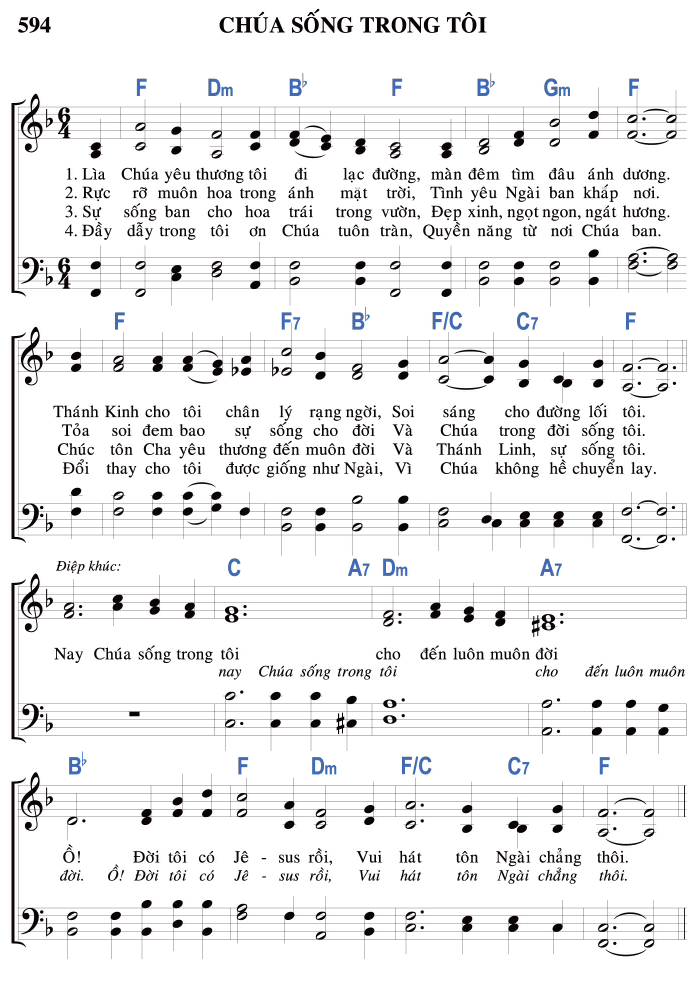 594 CHÚA SỐNG TRONG TÔI
F Dm B♭ F B♭ Gm F
6 4
1. Lìa Chúa yêu thương tôi đi lạc đường, màn đêm tìm đâu ánh dương.
2. Rực rỡ muôn hoa trong ánh mặt trời, Tình yêu Ngài ban khắp nơi.
3. Sự sống ban cho hoa trái trong vườn, Đẹp xinh, ngọt ngon, ngát hương.
4. Đầy dẫy trong tôi ơn Chúa tuôn tràn, Quyền năng từ nơi Chúa ban.
6 4
F F7 B♭ F/C C7 F
Thánh Kinh cho tôi chân lý rạng ngời, Soi sáng cho đường lối tôi.
Tỏa soi đem bao sự sống cho đời Và Chúa trong đời sống tôi.
Chúc tôn Cha yêu thương đến muôn đời Và Thánh Linh, sự sống tôi.
Đổi thay cho tôi được giống như Ngài, Vì Chúa không hề chuyển lay.
Điệp khúc: C A7 Dm A7
Nay Chúa sống trong tôi cho đến luôn muôn đời
nay Chúa sống trong tôi cho đến luôn muôn
B♭ F Dm F/C C7 F
Ồ! Đời tôi có Jê - sus rồi, Vui hát tôn Ngài chảng thôi.
đời. Ồ! Đời tôi có Jê - sus rồi, Vui hát tôn Ngài chẳng thôi.